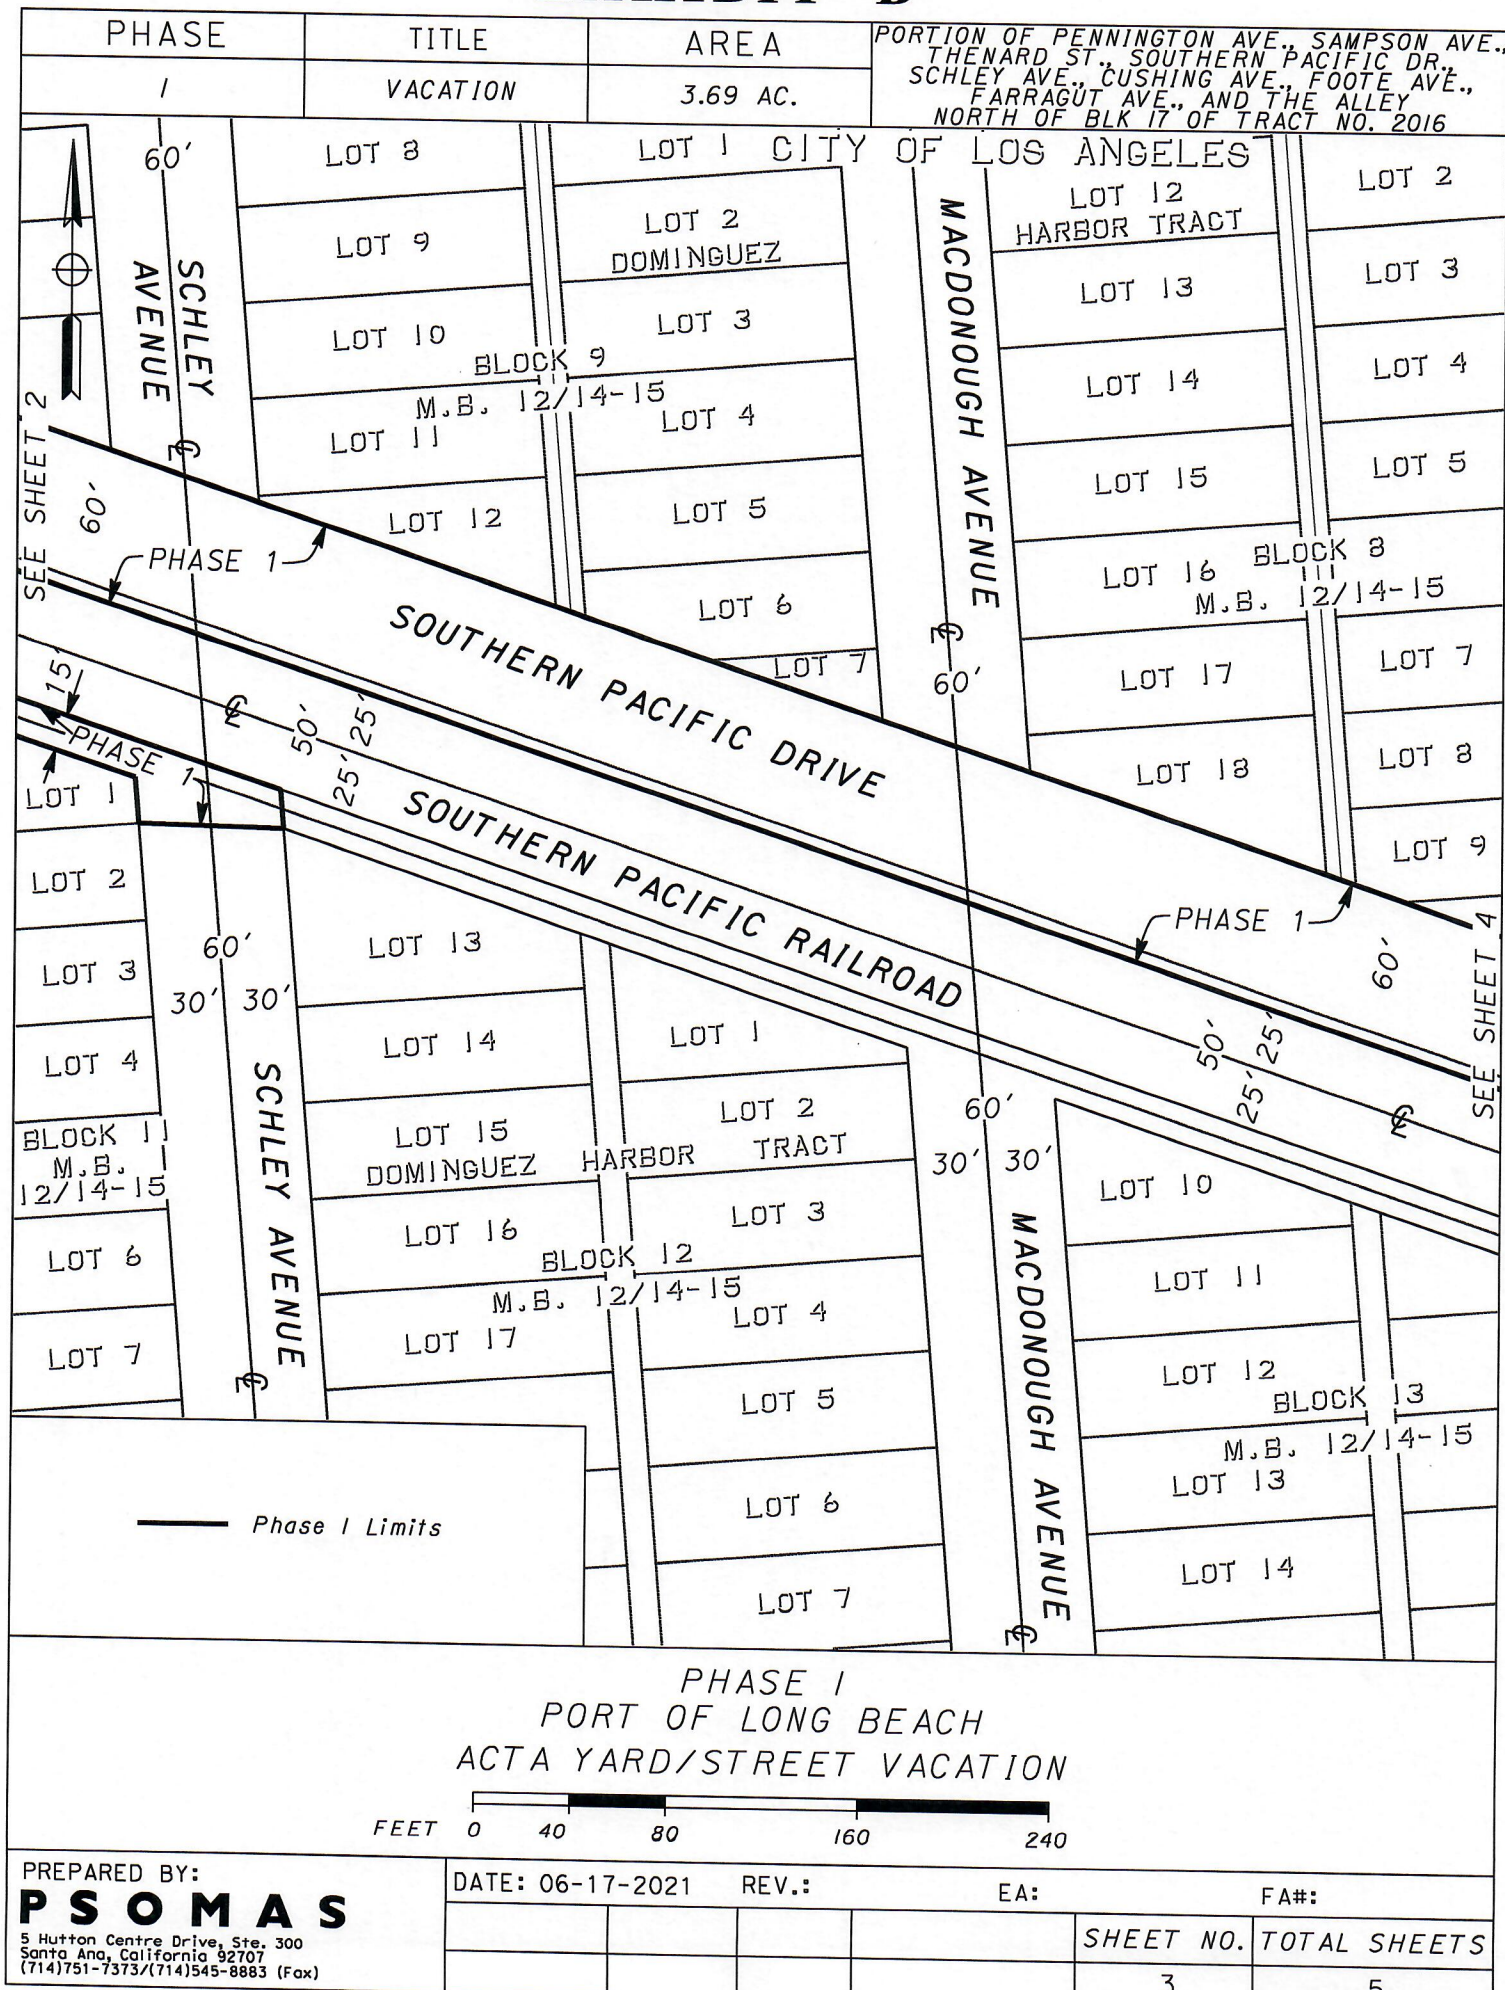 PHASE
TITLE
AREA
PORTION OF PENNINGTON AVE., SAMPSON AVE.,
THENARD ST., SOUTHERN PACIFIC DR.,
SCHLEY AVE., CUSHING AVE., FOOTE AVE.,
FARRAGUT AVE., AND THE ALLEY
NORTH OF BLK 17 OF TRACT NO. 2016
1
VACATION
3.69 AC.
60'
LOT 8
LOT 1
CITY OF LOS ANGELES
LOT 12
HARBOR TRACT
LOT 2
SCHLEY
AVENUE
LOT 9
LOT 2
DOMINGUEZ
MACDONOUGH AVENUE
LOT 13
LOT 3
LOT 10
LOT 3
BLOCK 9
M.B. 12/14-15
LOT 14
LOT 4
LOT 11
LOT 4
LOT 15
LOT 5
SEE SHEET 2
60'
LOT 12
LOT 5
PHASE 1
LOT 16
BLOCK 8
M.B. 12/14-15
LOT 6
SOUTHERN PACIFIC DRIVE
LOT 7
60'
LOT 17
LOT 7
15'
50'
25'
25'
PHASE 1
LOT 18
LOT 8
LOT 1
SOUTHERN PACIFIC RAILROAD
LOT 9
LOT 2
PHASE 1
60'
SEE SHEET 4
60'
LOT 13
LOT 3
30'
30'
LOT 14
LOT 1
50'
25'
25'
LOT 4
SCHLEY AVENUE
60'
LOT 2
BLOCK 11
M.B.
12/14-15
LOT 15
DOMINGUEZ HARBOR TRACT
30'
30'
LOT 10
LOT 16
LOT 3
MACDONOUGH AVENUE
LOT 6
BLOCK 12
M.B. 12/14-15
LOT 11
LOT 17
LOT 4
LOT 7
LOT 12
BLOCK 13
M.B. 12/14-15
LOT 5
LOT 13
LOT 6
Phase 1 Limits
LOT 14
LOT 7
PHASE 1
PORT OF LONG BEACH
ACTA YARD/STREET VACATION
FEET 0 40 80 160 240
PREPARED BY:
PSOMAS
5 Hutton Centre Drive, Ste. 300
Santa Ana, California 92707
(714)751-7373/(714)545-8883 (Fax)
DATE: 06-17-2021 REV.: EA: FA#:
SHEET NO. TOTAL SHEETS
3 5